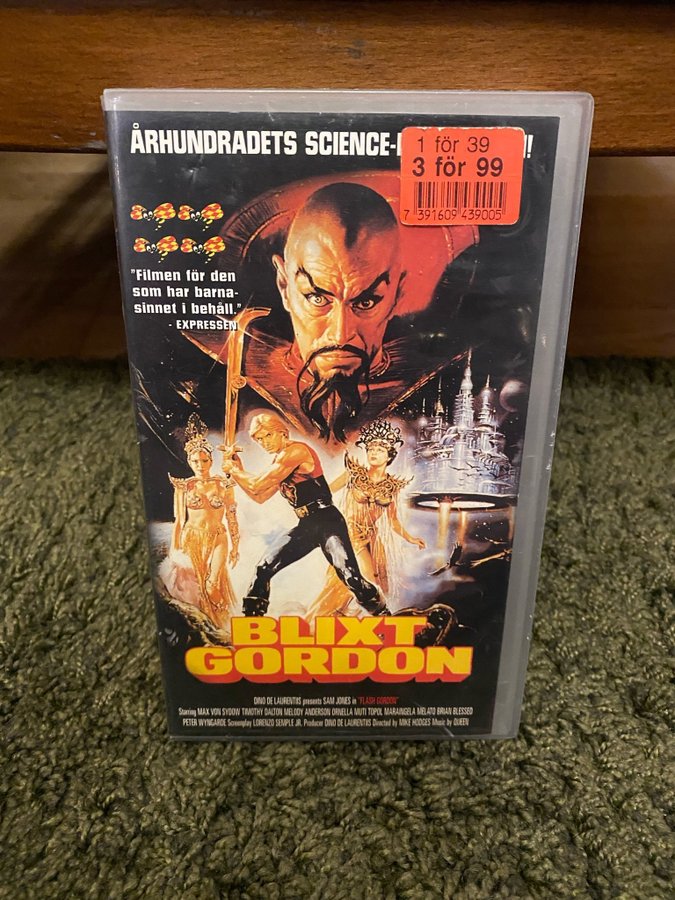 ÅRHUNDRADETS SCIENCE-
1 för 39
3 för 99
7 391609 439005
"Filmen för den
som har barna-
sinnet i behåll."
- EXPRESSEN
BLIXT
GORDON
DINO DE LAURENTIIS presents SAM JONES in "FLASH GORDON"
Starring MAX VON SYDOW TIMOTHY DALTON MELODY ANDERSON ORNELLA MUTI TOPOL MARAINGELA MELATO BRIAN BLESSED
PETER WYNGARDE Screenplay LORENZO SEMPLE JR. Producer DINO DE LAURENTIIS Directed by MIKE HODGES Music by QUEEN